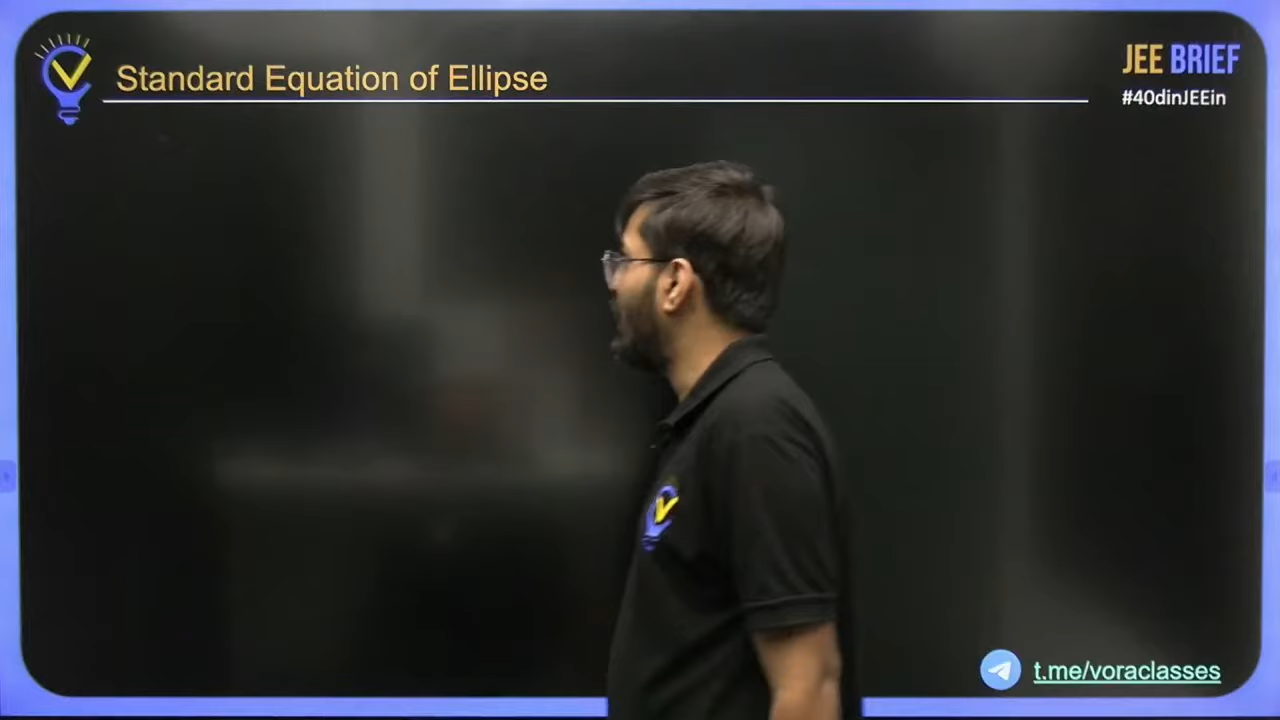 Standard Equation of Ellipse
JEE BRIEF
#40dinJEEin
t.me/voraclasses